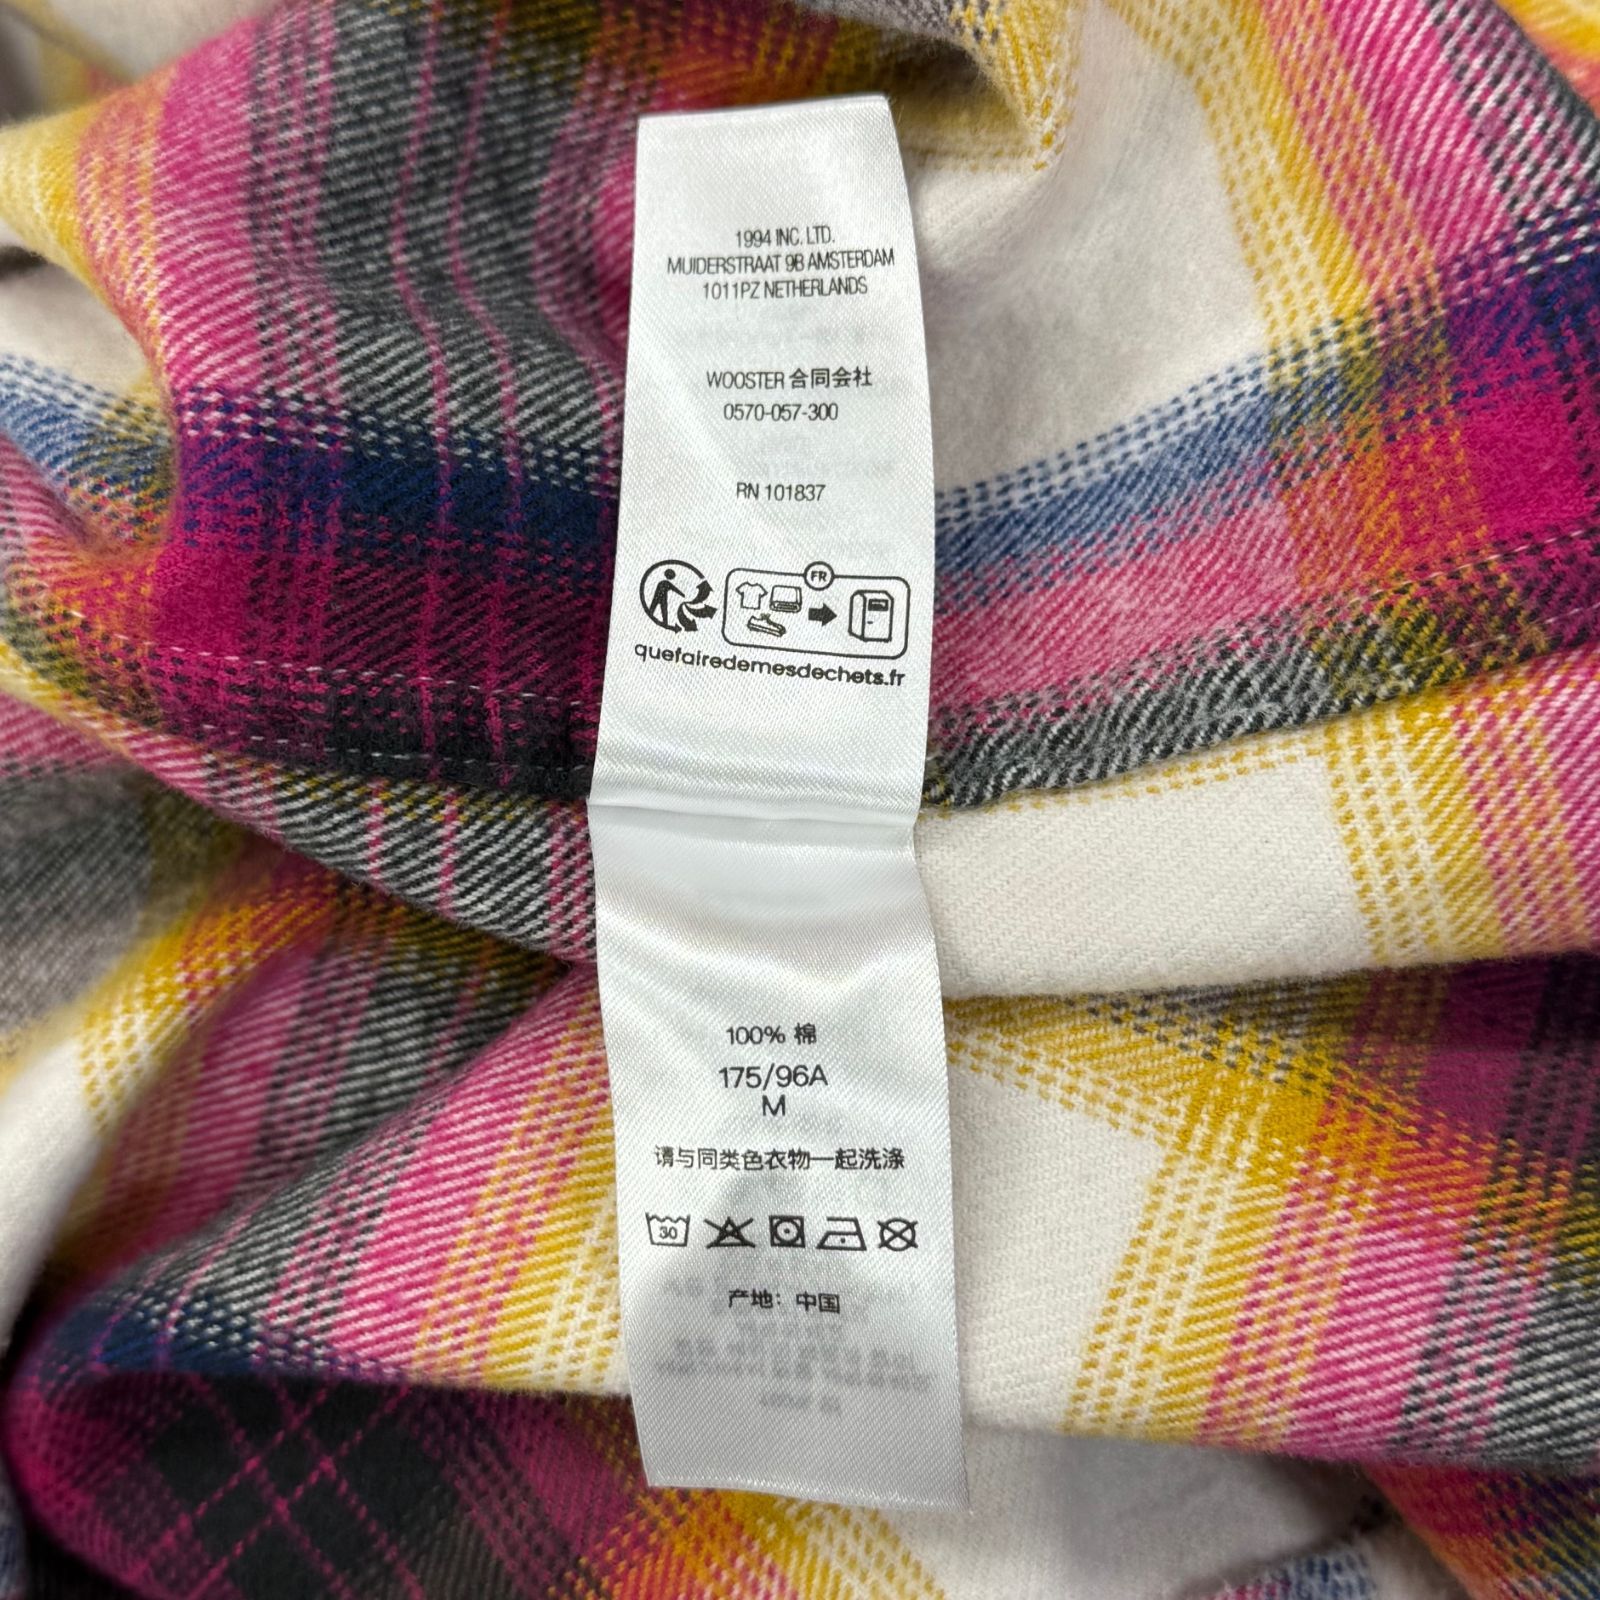 1994 INC. LTD.
MUIDERSTRAAT 9B AMSTERDAM
1011PZ NETHERLANDS
WOOSTER 合同会社
0570-057-300
RN 101837
FR
quefairedemesdechets.fr
100% 棉
175/96A
M
请与同类色衣物一起洗涤
30
产地：中国